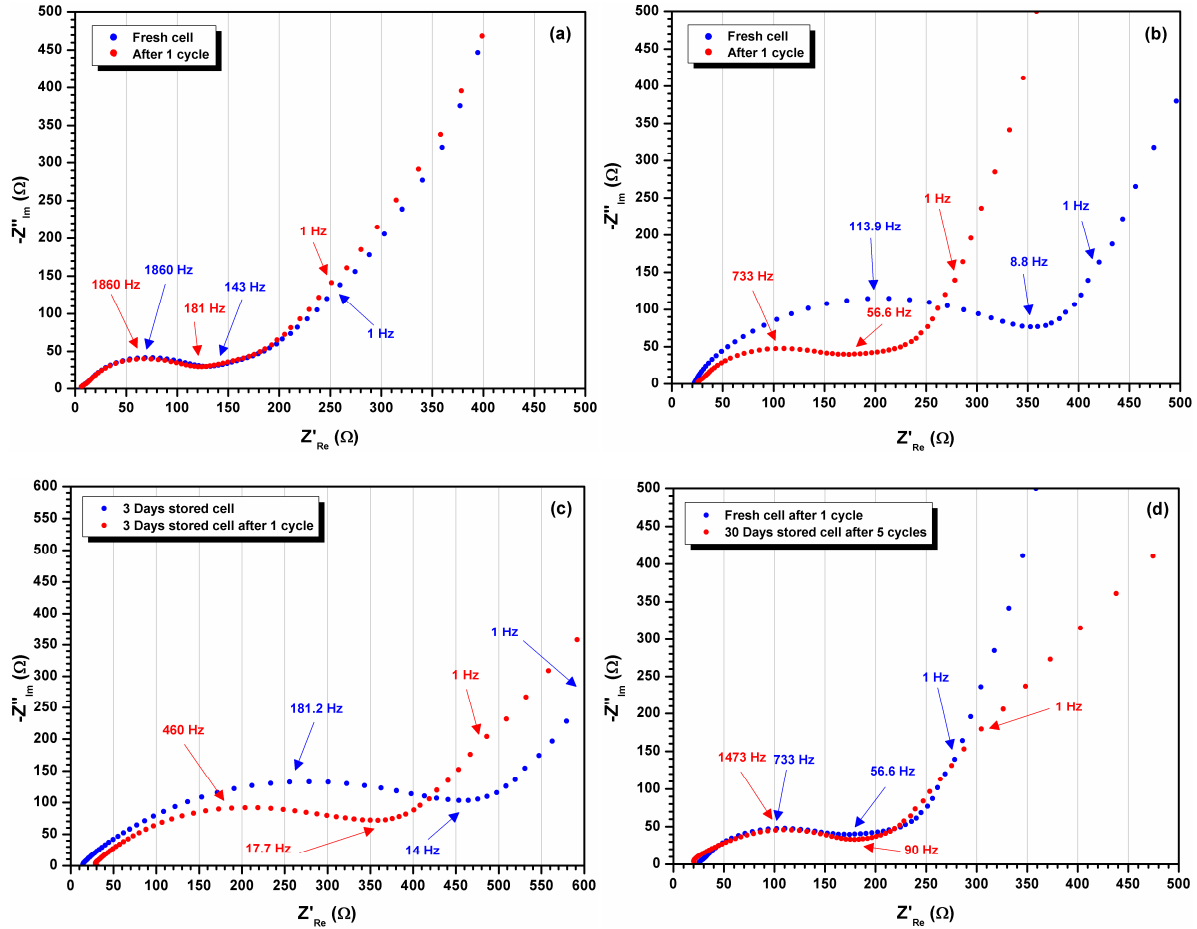 Fresh cell
After 1 cycle
(a)
500
450
400
350
300
250
200
150
100
50
0
-Z''Im (Ω)
1 Hz
1860 Hz
1860 Hz
181 Hz
143 Hz
1 Hz
0 50 100 150 200 250 300 350 400 450 500
Z'Re (Ω)
Fresh cell
After 1 cycle
(b)
500
450
400
350
300
250
200
150
100
50
0
-Z''Im (Ω)
1 Hz
1 Hz
113.9 Hz
8.8 Hz
733 Hz
56.6 Hz
0 50 100 150 200 250 300 350 400 450 500
Z'Re (Ω)
3 Days stored cell
3 Days stored cell after 1 cycle
(c)
600
550
500
450
400
350
300
250
200
150
100
50
0
-Z''Im (Ω)
1 Hz
1 Hz
181.2 Hz
460 Hz
17.7 Hz
14 Hz
0 50 100 150 200 250 300 350 400 450 500 550 600
Z'Re (Ω)
Fresh cell after 1 cycle
30 Days stored cell after 5 cycles
(d)
500
450
400
350
300
250
200
150
100
50
0
-Z''Im (Ω)
1 Hz
1 Hz
1473 Hz
733 Hz
56.6 Hz
90 Hz
0 50 100 150 200 250 300 350 400 450 500
Z'Re (Ω)